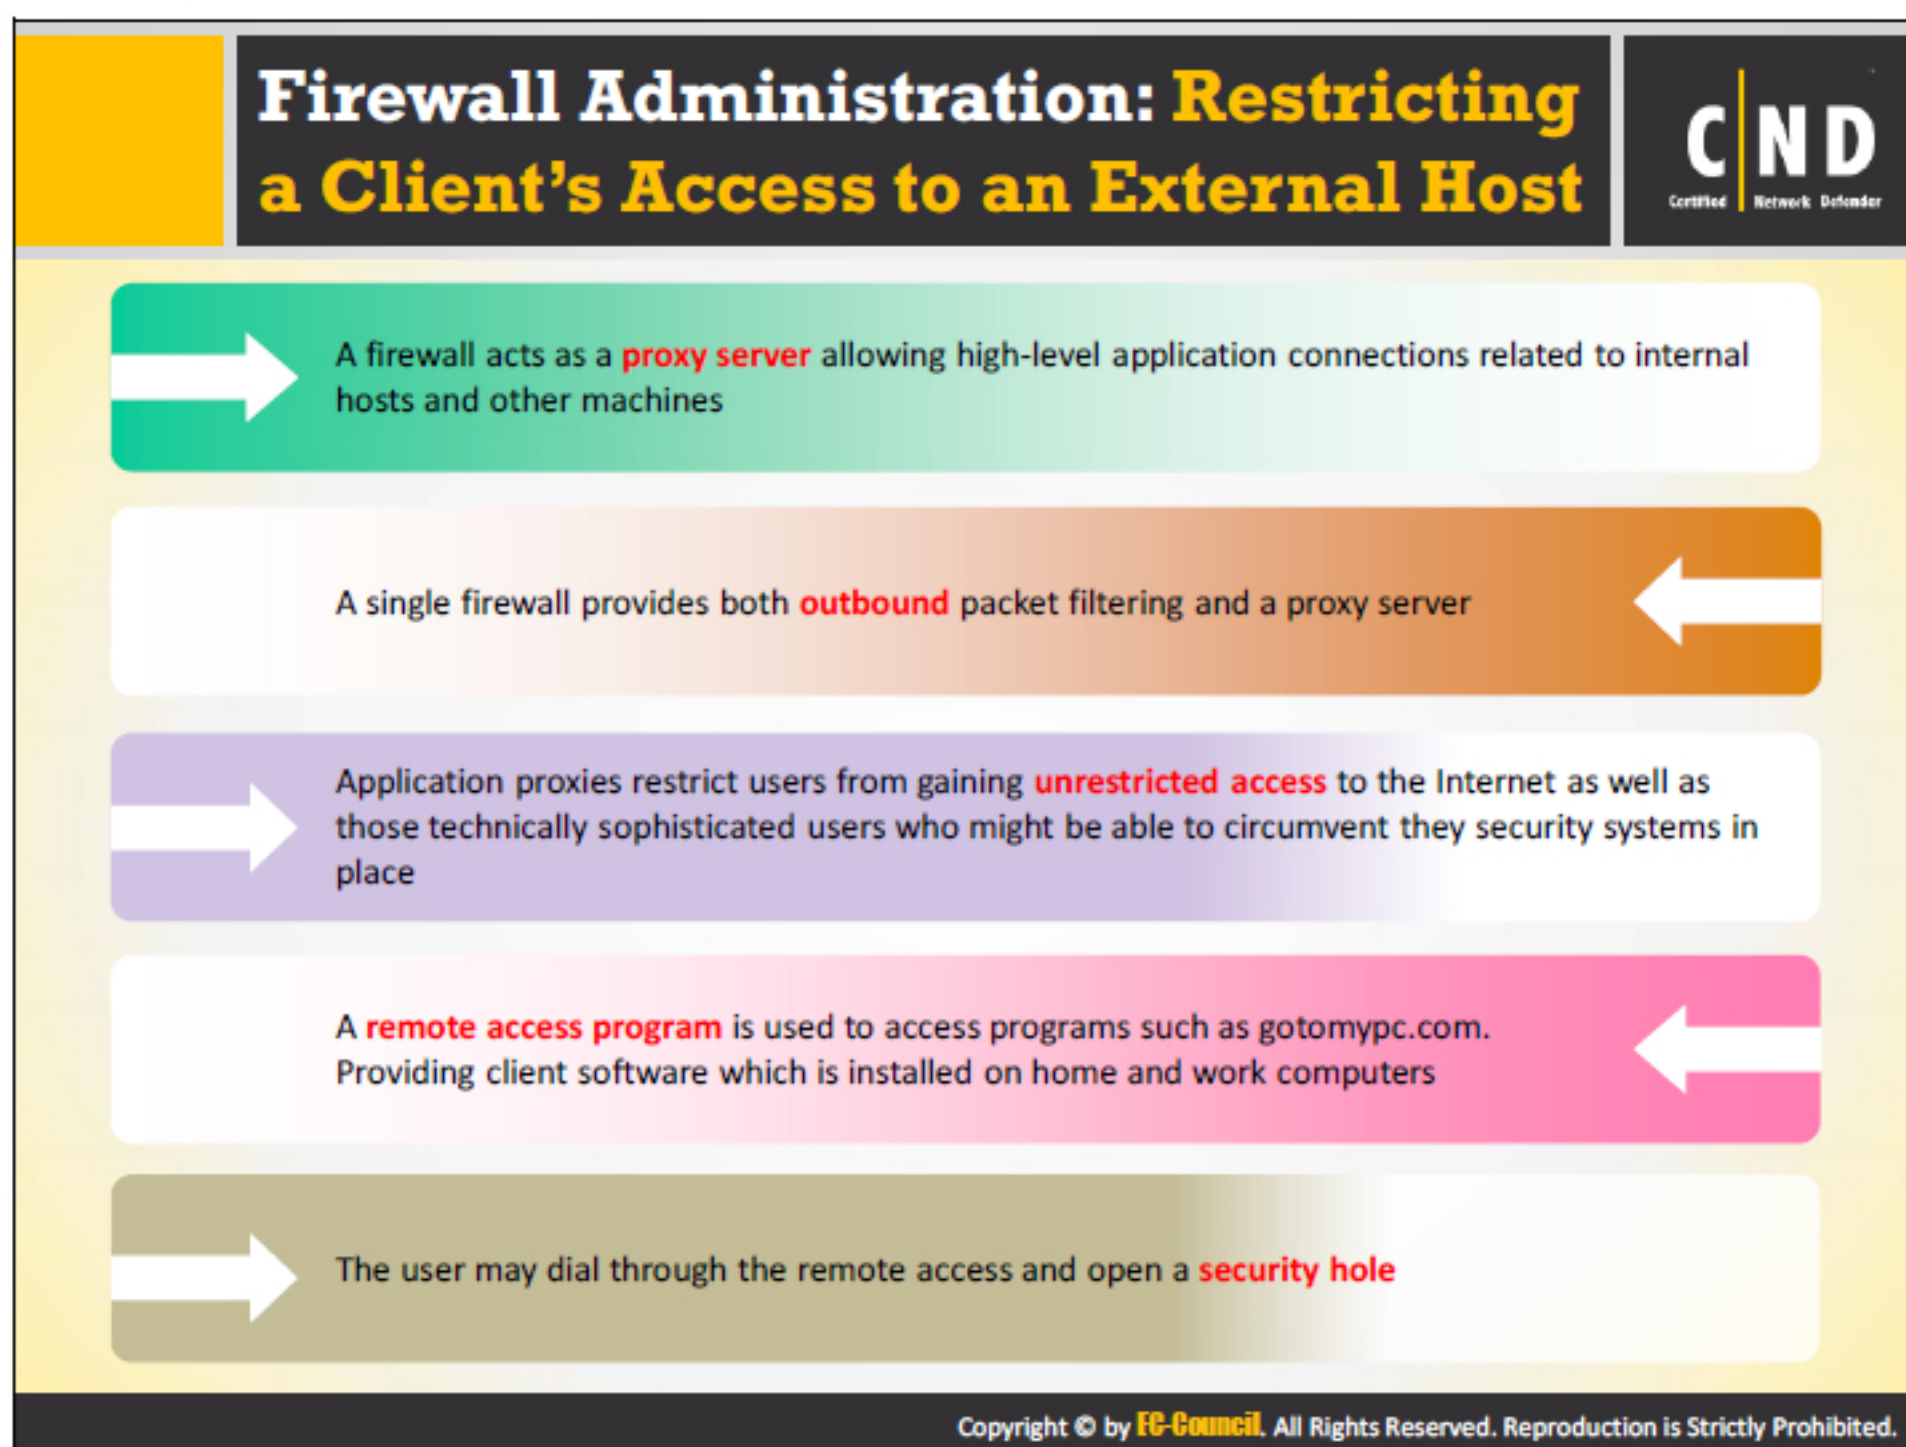 Firewall Administration: Restricting
a Client's Access to an External Host
C N D
Certified Network Defender
A firewall acts as a proxy server allowing high-level application connections related to internal
hosts and other machines
A single firewall provides both outbound packet filtering and a proxy server
Application proxies restrict users from gaining unrestricted access to the Internet as well as
those technically sophisticated users who might be able to circumvent they security systems in
place
A remote access program is used to access programs such as gotomypc.com.
Providing client software which is installed on home and work computers
The user may dial through the remote access and open a security hole
Copyright © by EC-Council. All Rights Reserved. Reproduction is Strictly Prohibited.